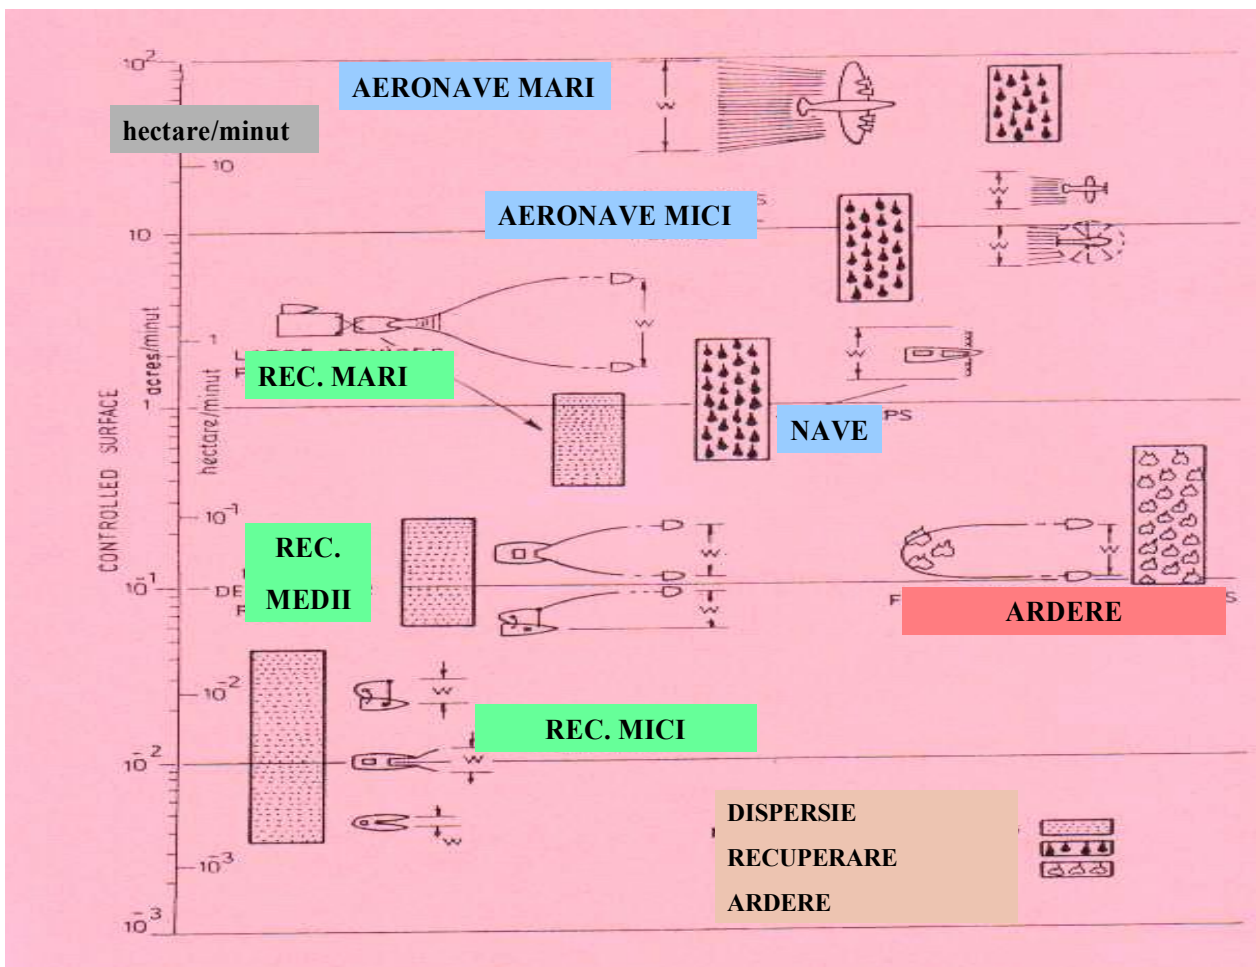 10²
AERONAVE MARI
W
hectare/minut
10
W
S
AERONAVE MICI
10
W
W
1
W
REC. MARI
CONTROLLED SURFACE
acres/minut
hectare/minut
1
NAVE
PS
10⁻¹
REC.
MEDII
W
W
W
10⁻¹
DE
F
ARDERE
S
10⁻²
W
REC. MICI
W
10⁻²
W
DISPERSIE
RECUPERARE
ARDERE
10⁻³
10⁻³